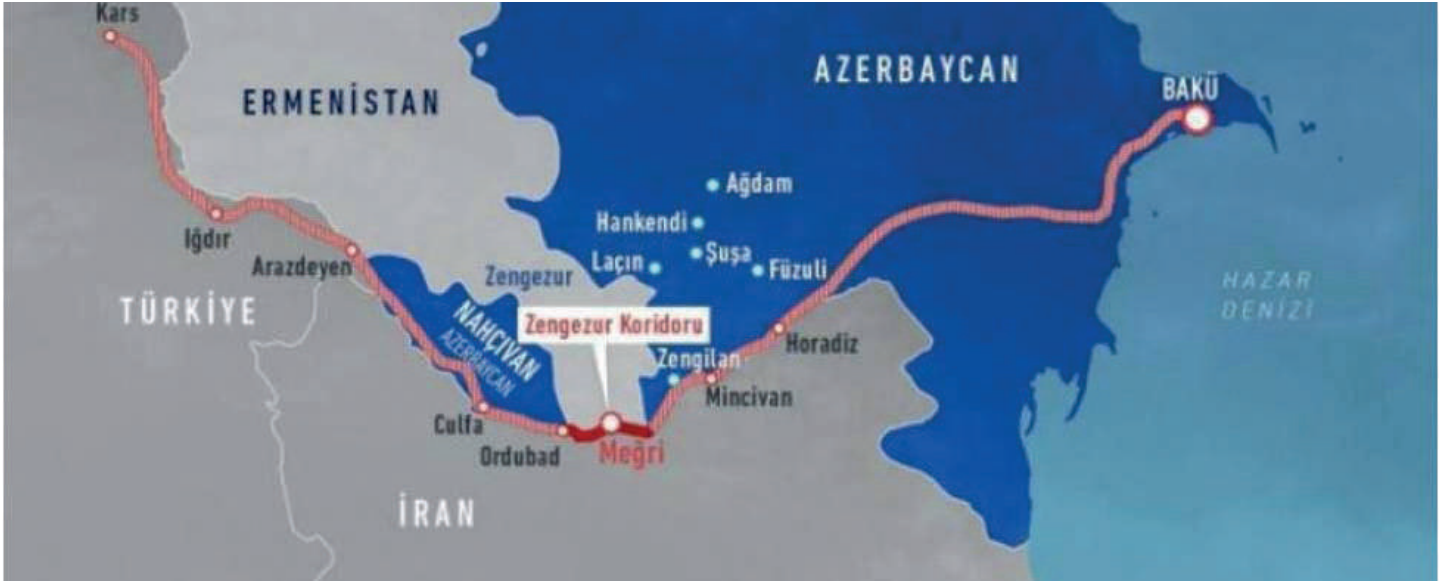 Kars
ERMENİSTAN
AZERBAYCAN
BAKÜ
Ağdam
Hankendi
Şuşa
Laçın
Füzuli
Iğdır
Arazdeyen
Zengezur
HAZAR
DENİZİ
TÜRKİYE
NAHÇIVAN
AZERBAYCAN
Zengezur Koridoru
Horadiz
Zengilan
Mincivan
Culfa
Ordubad
Meğri
İRAN